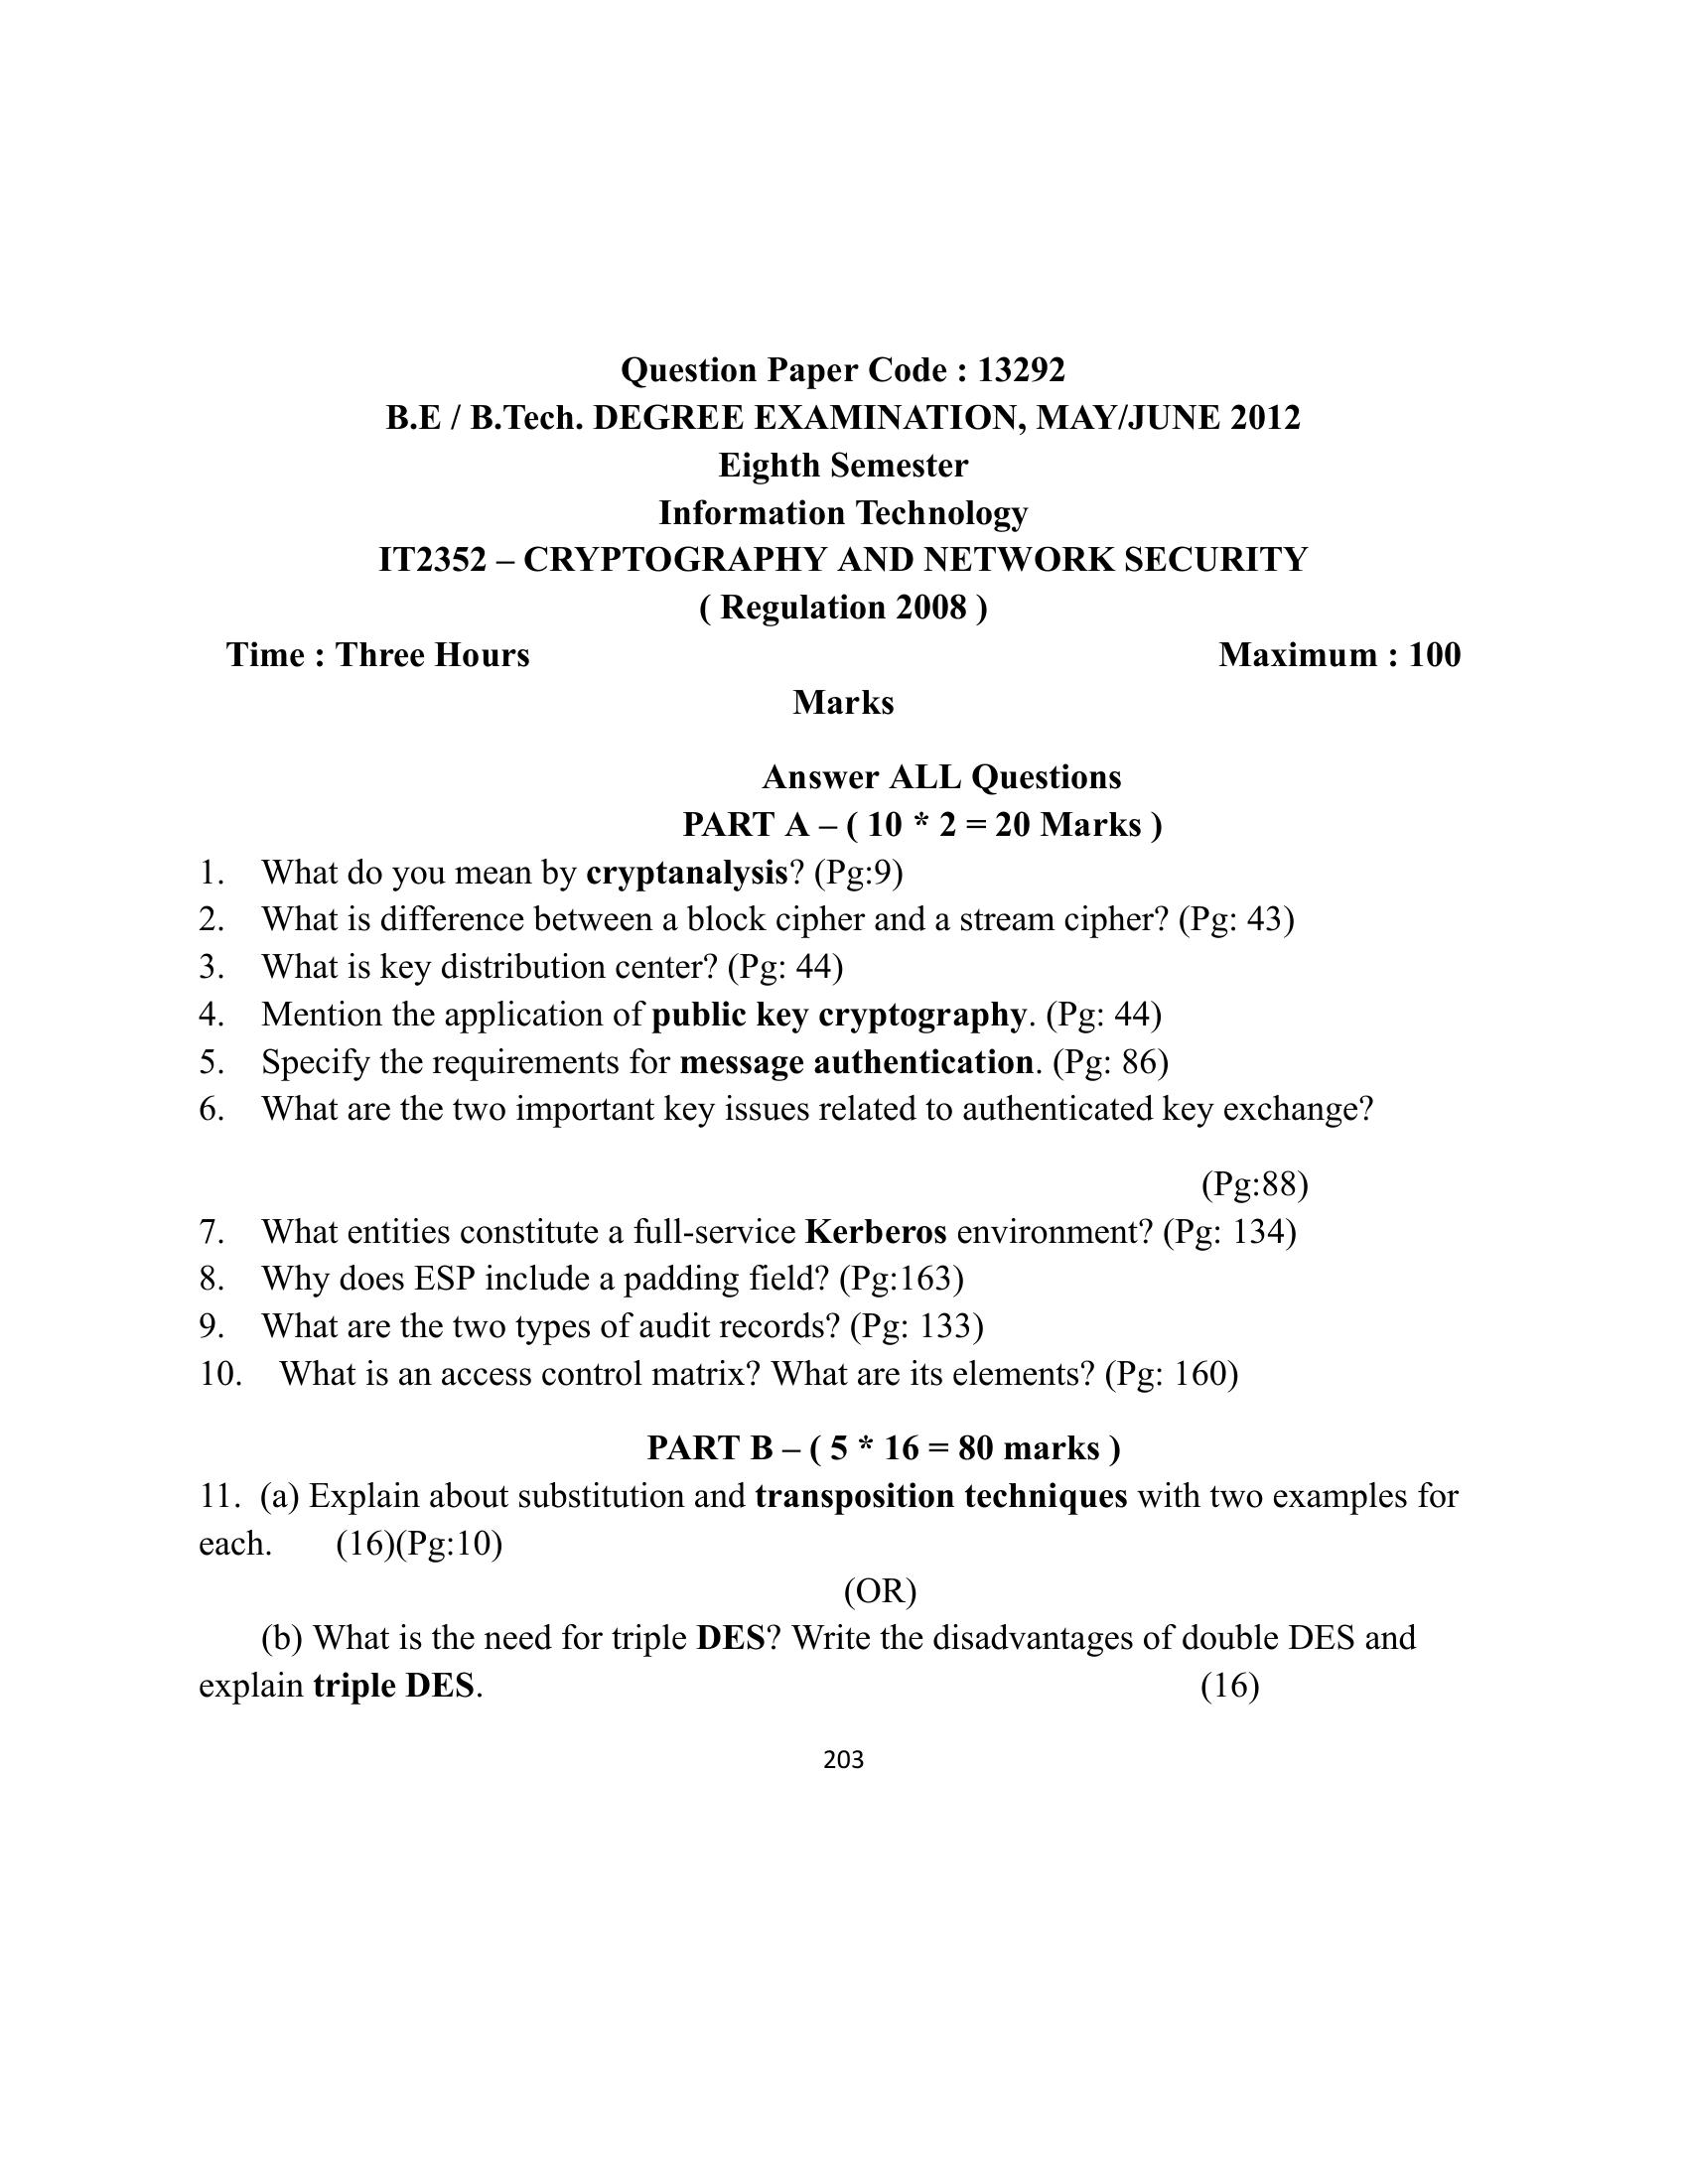 Question Paper Code : 13292
B.E / B.Tech. DEGREE EXAMINATION, MAY/JUNE 2012
Eighth Semester
Information Technology
IT2352 – CRYPTOGRAPHY AND NETWORK SECURITY
( Regulation 2008 )
Time : Three Hours Maximum : 100
Marks
Answer ALL Questions
PART A – ( 10 * 2 = 20 Marks )
1. What do you mean by cryptanalysis? (Pg:9)
2. What is difference between a block cipher and a stream cipher? (Pg: 43)
3. What is key distribution center? (Pg: 44)
4. Mention the application of public key cryptography. (Pg: 44)
5. Specify the requirements for message authentication. (Pg: 86)
6. What are the two important key issues related to authenticated key exchange?
(Pg:88)
7. What entities constitute a full-service Kerberos environment? (Pg: 134)
8. Why does ESP include a padding field? (Pg:163)
9. What are the two types of audit records? (Pg: 133)
10. What is an access control matrix? What are its elements? (Pg: 160)
PART B – ( 5 * 16 = 80 marks )
11. (a) Explain about substitution and transposition techniques with two examples for
each. (16)(Pg:10)
(OR)
(b) What is the need for triple DES? Write the disadvantages of double DES and
explain triple DES. (16)
203